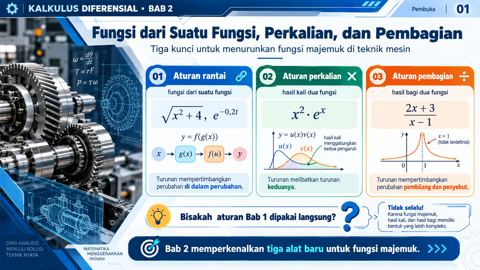 KALKULUS DIFERENSIAL • BAB 2
Pembuka | 01
Fungsi dari Suatu Fungsi, Perkalian, dan Pembagian
Tiga kunci untuk menurunkan fungsi majemuk di teknik mesin
ω = dθ/dt
T = rF
P = τω
01 Aturan rantai
fungsi dari suatu fungsi
√(x² + 4), e^(-0,2t)
y = f(g(x))
x → g(x) → f(u) → y
Turunan mempertimbangkan
perubahan di dalam perubahan.
02 Aturan perkalian ×
hasil kali dua fungsi
x² · eˣ
y = u(x)v(x)
u(x)
v(x)
hasil kali
menggabungkan
kedua pengaruh
x
Turunan melibatkan turunan
keduanya.
03 Aturan pembagian ÷
hasil bagi dua fungsi
(2x + 3)/(x − 1)
y
x = 1
(tidak terdefinisi)
0 1 x
Turunan mempertimbangkan
perubahan pembilang dan penyebut.
Bisakah aturan Bab 1 dipakai langsung?
?
Tidak selalu!
Karena fungsi majemuk,
hasil kali, dan hasil bagi memiliki
bentuk yang lebih kompleks.
DARI ANALISIS
MENUJU SOLUSI
TEKNIK NYATA
MATEMATIKA
MENGGERAKKAN
INOVASI
Bab 2 memperkenalkan tiga alat baru untuk fungsi majemuk.